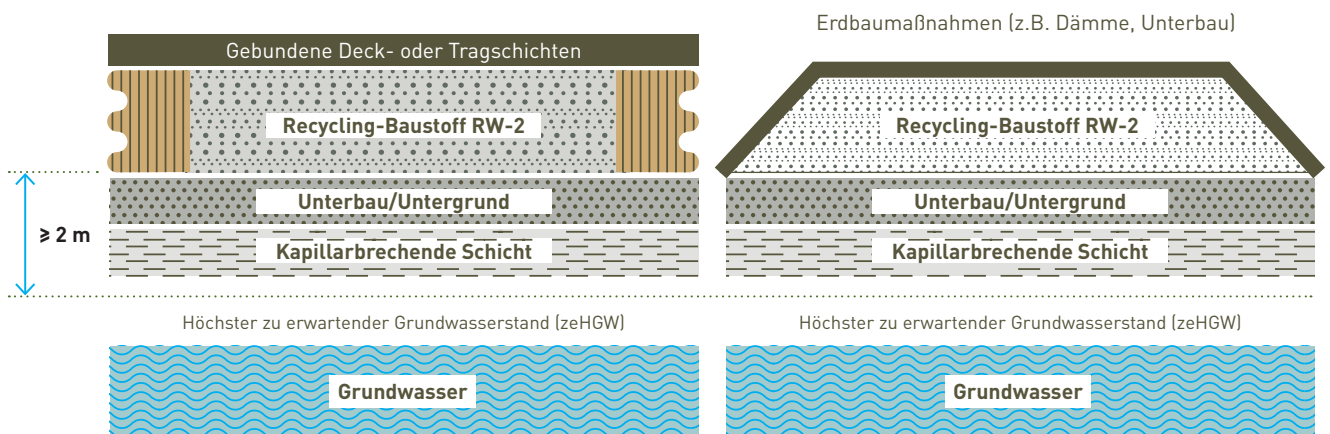 Erdbaumaßnahmen (z.B. Dämme, Unterbau)
Gebundene Deck- oder Tragschichten
Recycling-Baustoff RW-2
Recycling-Baustoff RW-2
Unterbau/Untergrund
Unterbau/Untergrund
≥ 2 m
Kapillarbrechende Schicht
Kapillarbrechende Schicht
Höchster zu erwartender Grundwasserstand (zeHGW)
Höchster zu erwartender Grundwasserstand (zeHGW)
Grundwasser
Grundwasser